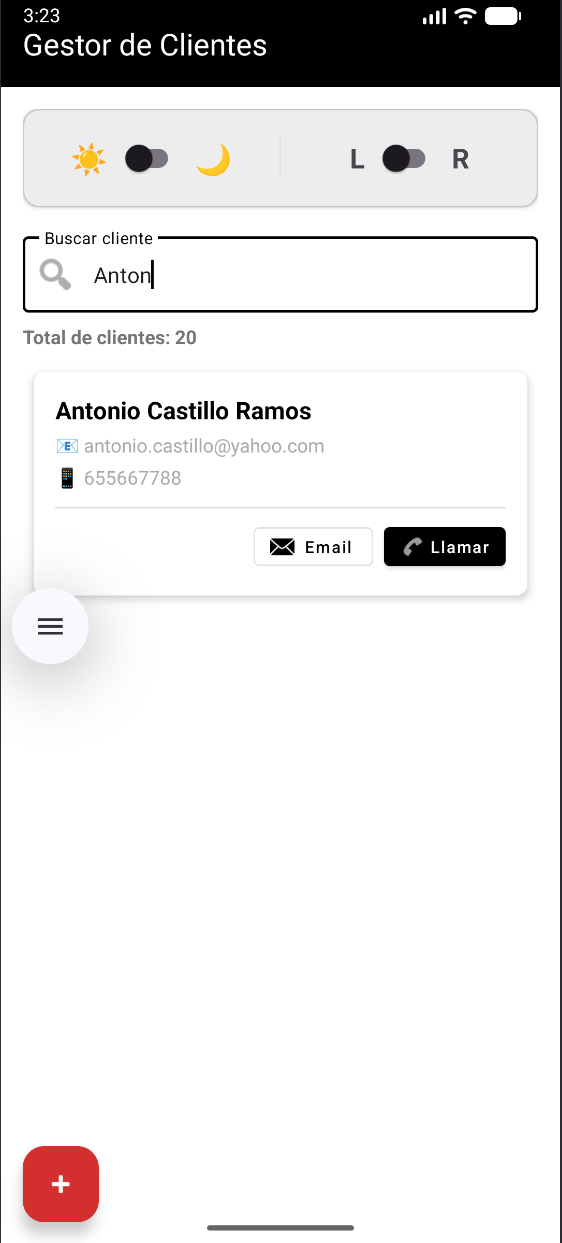 3:23
Gestor de Clientes
L R
Buscar cliente
Anton
Total de clientes: 20
Antonio Castillo Ramos
antonio.castillo@yahoo.com
655667788
Email Llamar
+